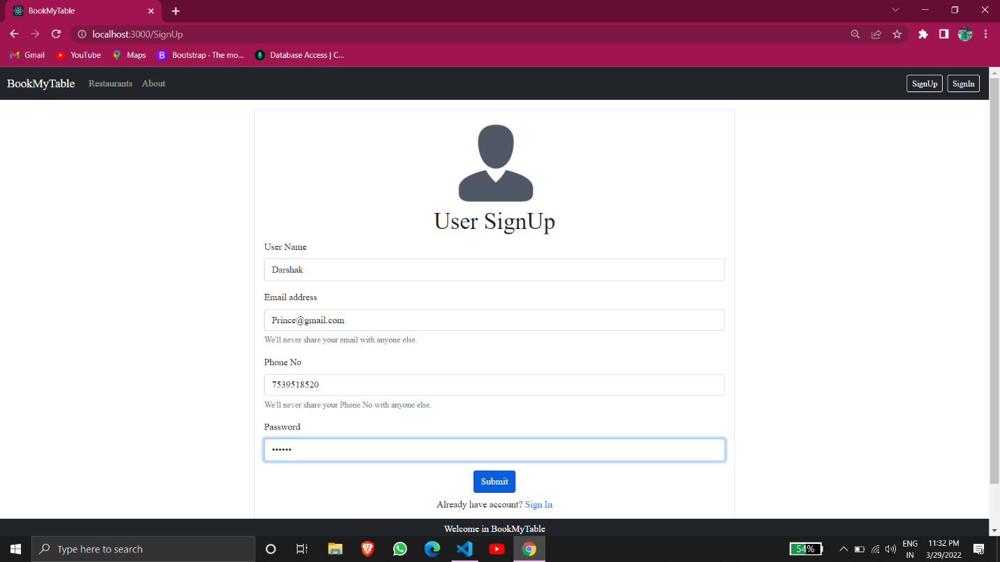 BookMyTable
localhost:3000/SignUp
Gmail YouTube Maps B Bootstrap · The mo... Database Access | C...
BookMyTable Restaurants About SignUp SignIn
User SignUp
User Name
Darshak
Email address
Prince@gmail.com
We'll never share your email with anyone else.
Phone No
7539518520
We'll never share your Phone No with anyone else.
Password
••••••
Submit
Already have account? Sign In
Welcome in BookMyTable
Type here to search
54%
ENG
IN
11:32 PM
3/29/2022